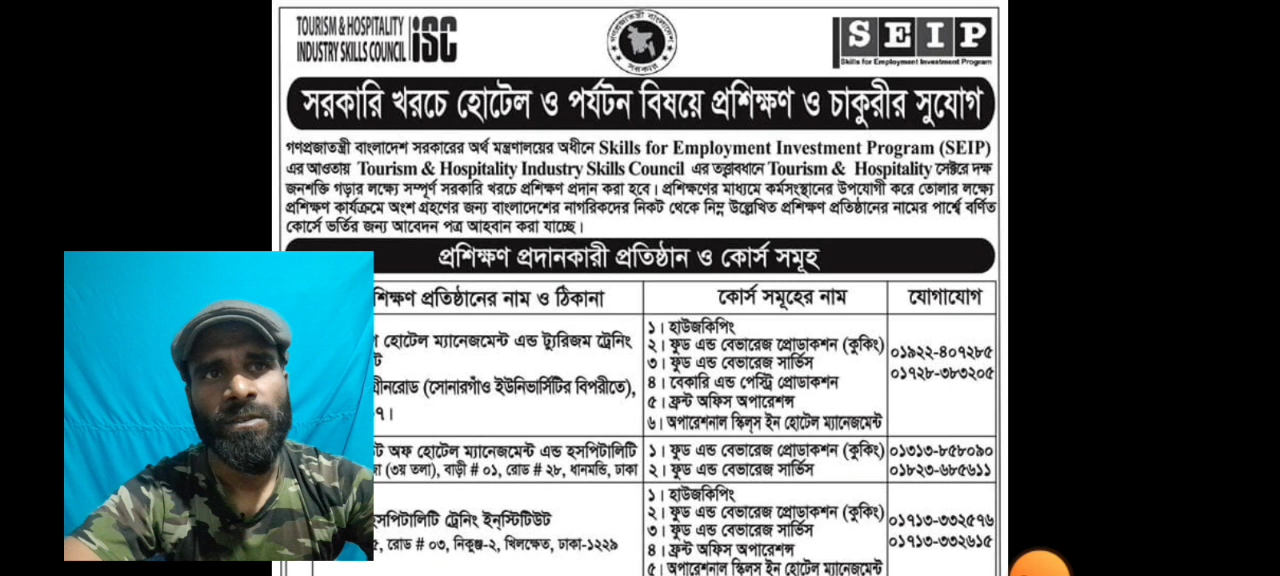 TOURISM & HOSPITALITY
INDUSTRY SKILLS COUNCIL
iSC
গণপ্রজাতন্ত্রী বাংলাদেশ
সরকার
SEIP
Skills for Employment Investment Program
সরকারি খরচে হোটেল ও পর্যটন বিষয়ে প্রশিক্ষণ ও চাকুরীর সুযোগ
গণপ্রজাতন্ত্রী বাংলাদেশ সরকারের অর্থ মন্ত্রণালয়ের অধীনে Skills for Employment Investment Program (SEIP)
এর আওতায় Tourism & Hospitality Industry Skills Council এর তত্ত্বাবধানে Tourism & Hospitality সেক্টরে দক্ষ
জনশক্তি গড়ার লক্ষ্যে সম্পূর্ণ সরকারি খরচে প্রশিক্ষণ প্রদান করা হবে। প্রশিক্ষণের মাধ্যমে কর্মসংস্থানের উপযোগী করে তোলার লক্ষ্যে
প্রশিক্ষণ কার্যক্রমে অংশ গ্রহণের জন্য বাংলাদেশের নাগরিকদের নিকট থেকে নিম্ন উল্লেখিত প্রশিক্ষণ প্রতিষ্ঠানের নামের পার্শ্বে বর্ণিত
কোর্সে ভর্তির জন্য আবেদন পত্র আহবান করা যাচ্ছে।
প্রশিক্ষণ প্রদানকারী প্রতিষ্ঠান ও কোর্স সমূহ
শিক্ষণ প্রতিষ্ঠানের নাম ও ঠিকানা
কোর্স সমূহের নাম
যোগাযোগ
হোটেল ম্যানেজমেন্ট এন্ড ট্যুরিজম ট্রেনিং
ট
গ্রীনরোড (সোনারগাঁও ইউনিভার্সিটির বিপরীতে),
৭।
১। হাউজকিপিং
২। ফুড এন্ড বেভারেজ প্রোডাকশন (কুকিং)
৩। ফুড এন্ড বেভারেজ সার্ভিস
৪। বেকারি এন্ড পেস্ট্রি প্রোডাকশন
৫। ফ্রন্ট অফিস অপারেশন্স
৬। অপারেশনাল স্কিল্‌স ইন হোটেল ম্যানেজমেন্ট
০১৯২২-৪০৭২৮৫
০১৭২৮-৩৮৩২০৫
ট অফ হোটেল ম্যানেজমেন্ট এন্ড হসপিটালিটি
(৩য় তলা), বাড়ী # ০১, রোড # ২৮, ধানমন্ডি, ঢাকা
১। ফুড এন্ড বেভারেজ প্রোডাকশন (কুকিং)
২। ফুড এন্ড বেভারেজ সার্ভিস
০১৩১৩-৮৫৮০৯০
০১৮২৩-৬৮৫৬১১
হসপিটালিটি ট্রেনিং ইন্‌স্টিটিউট
৫, রোড # ০৩, নিকুঞ্জ-২, খিলক্ষেত, ঢাকা-১২২৯
১। হাউজকিপিং
২। ফুড এন্ড বেভারেজ প্রোডাকশন (কুকিং)
৩। ফুড এন্ড বেভারেজ সার্ভিস
৪। ফ্রন্ট অফিস অপারেশন্স
৫। অপারেশনাল স্কিল্‌স ইন হোটেল ম্যানেজমেন্ট
০১৭১৩-৩৩২৫৭৬
০১৭১৩-৩৩২৬১৫